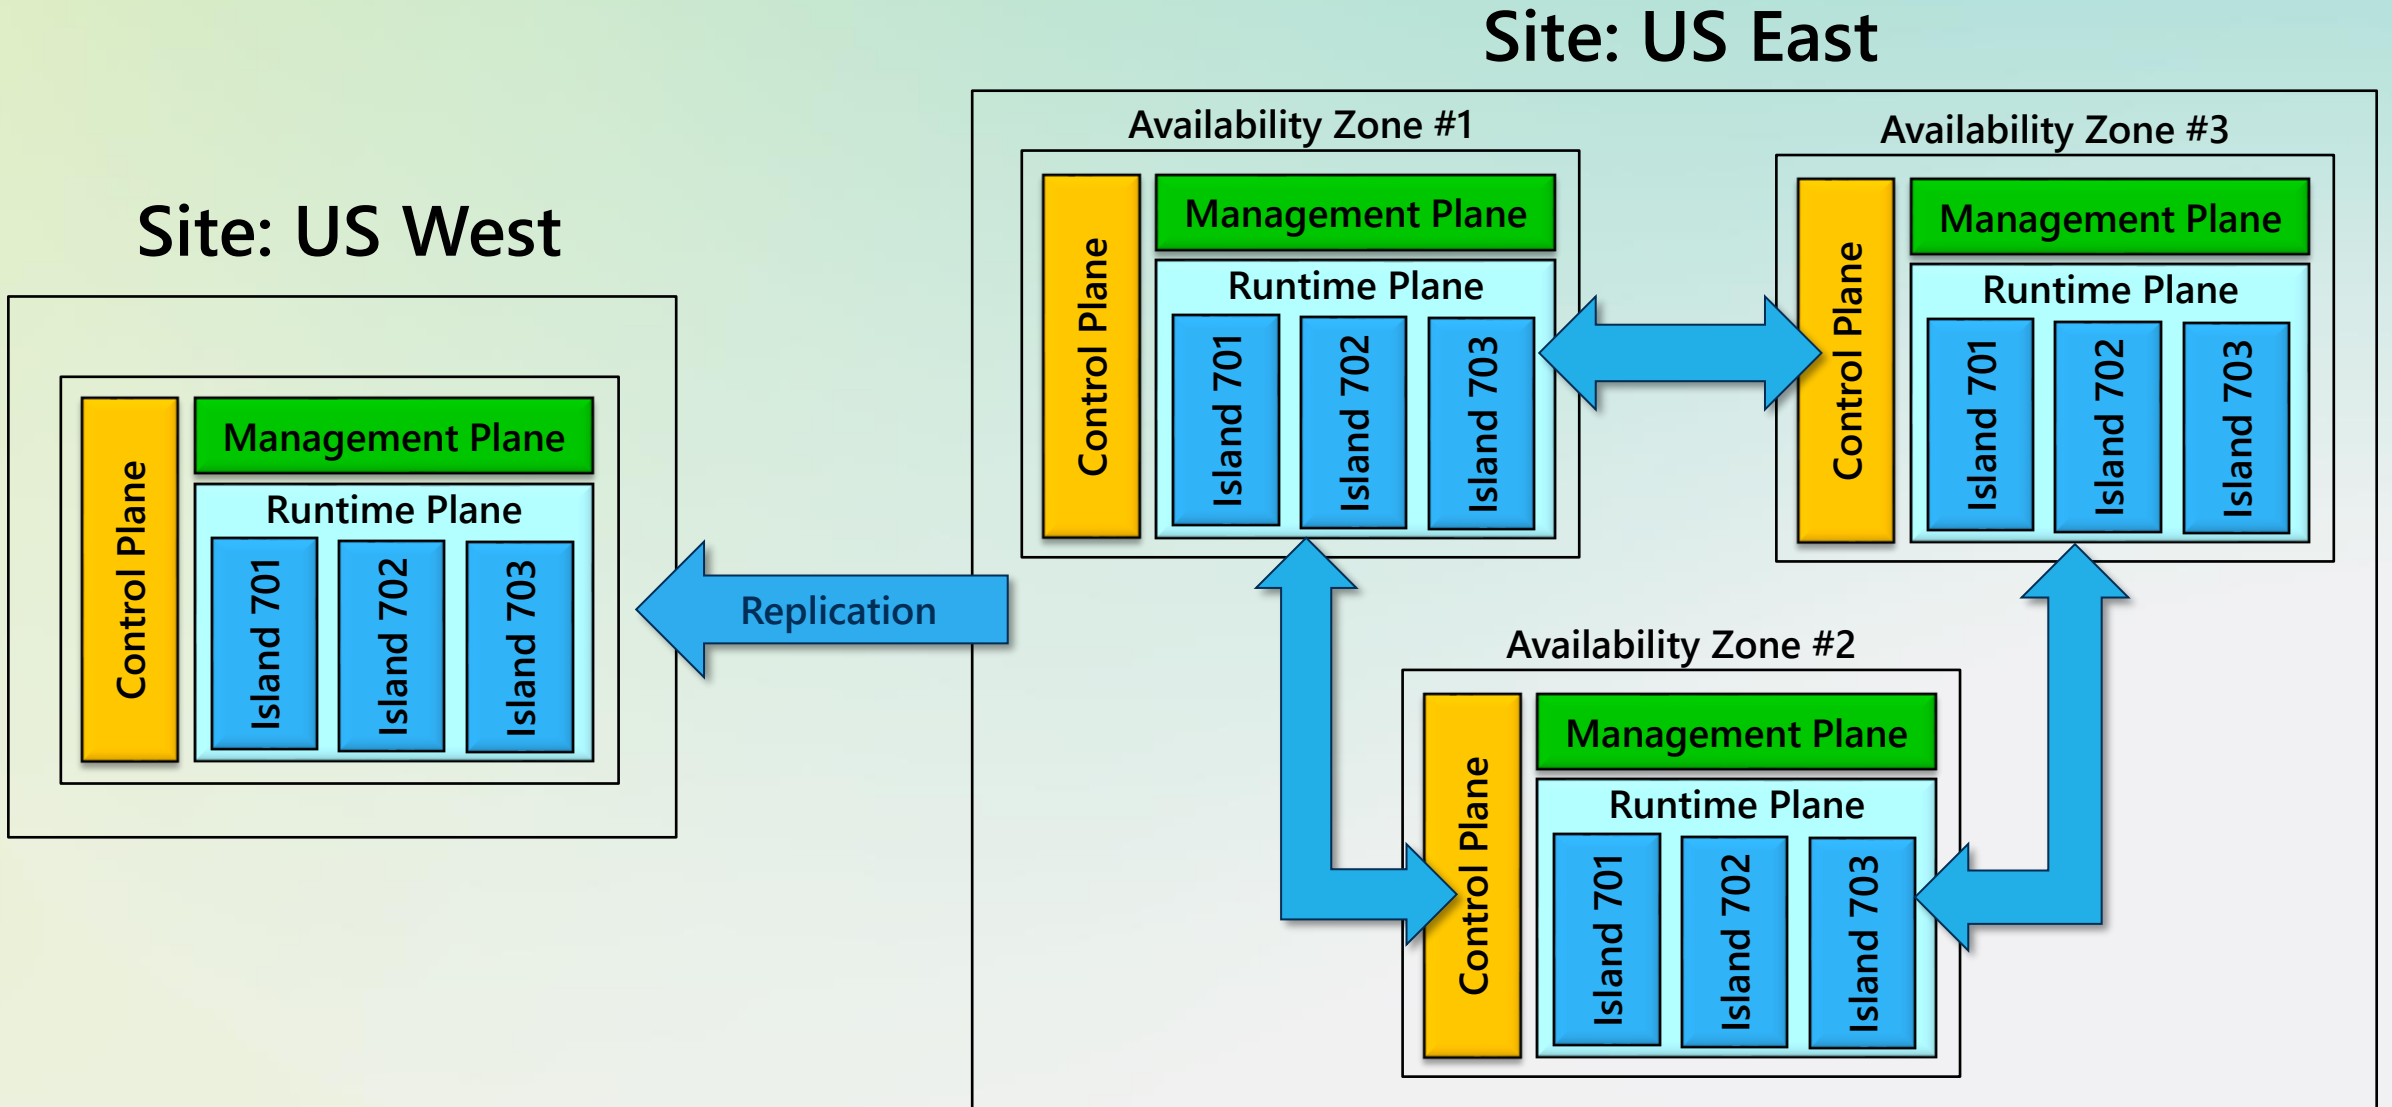 Site: US East
Site: US West
Control Plane
Management Plane
Runtime Plane
Island 701
Island 702
Island 703
Replication
Availability Zone #1
Control Plane
Management Plane
Runtime Plane
Island 701
Island 702
Island 703
Availability Zone #3
Control Plane
Management Plane
Runtime Plane
Island 701
Island 702
Island 703
Availability Zone #2
Control Plane
Management Plane
Runtime Plane
Island 701
Island 702
Island 703